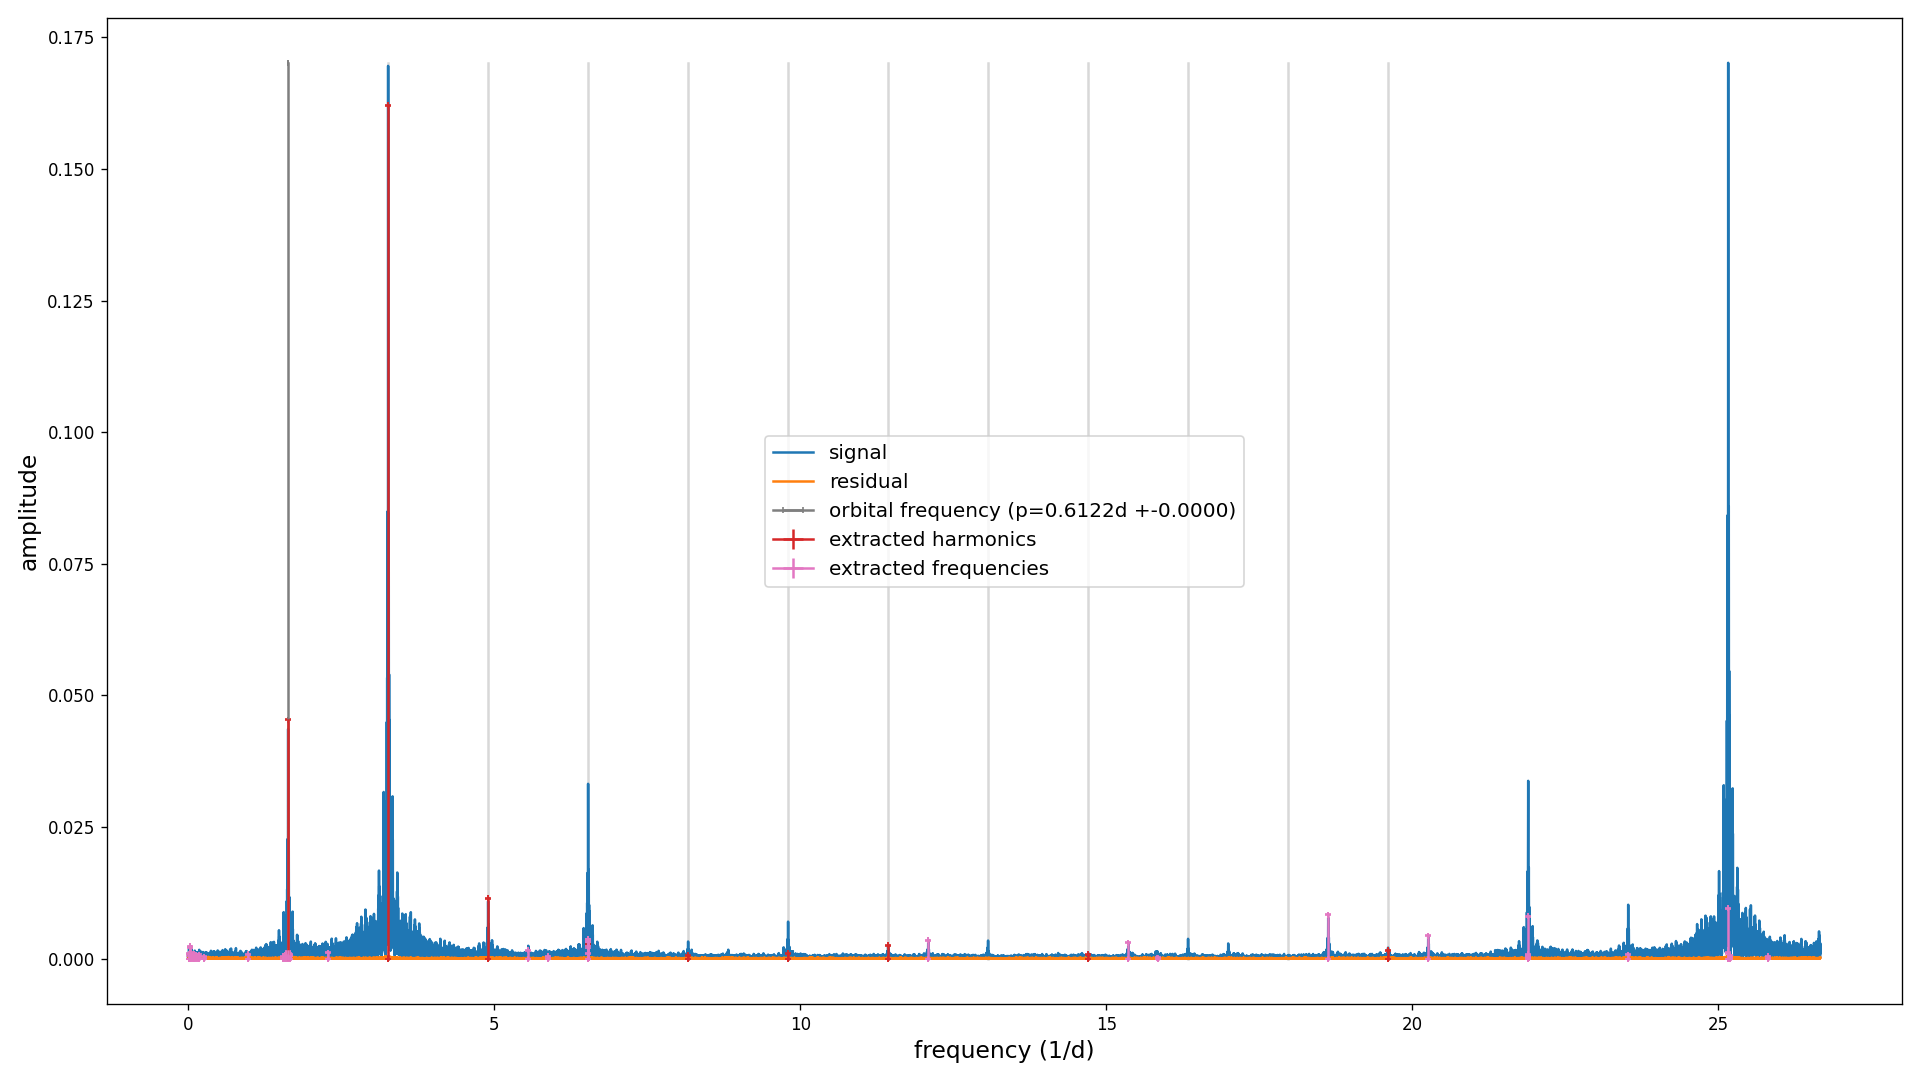 0.175
0.150
0.125
0.100
0.075
0.050
0.025
0.000
amplitude
signal
residual
orbital frequency (p=0.6122d +-0.0000)
extracted harmonics
extracted frequencies
0 5 10 15 20 25
frequency (1/d)